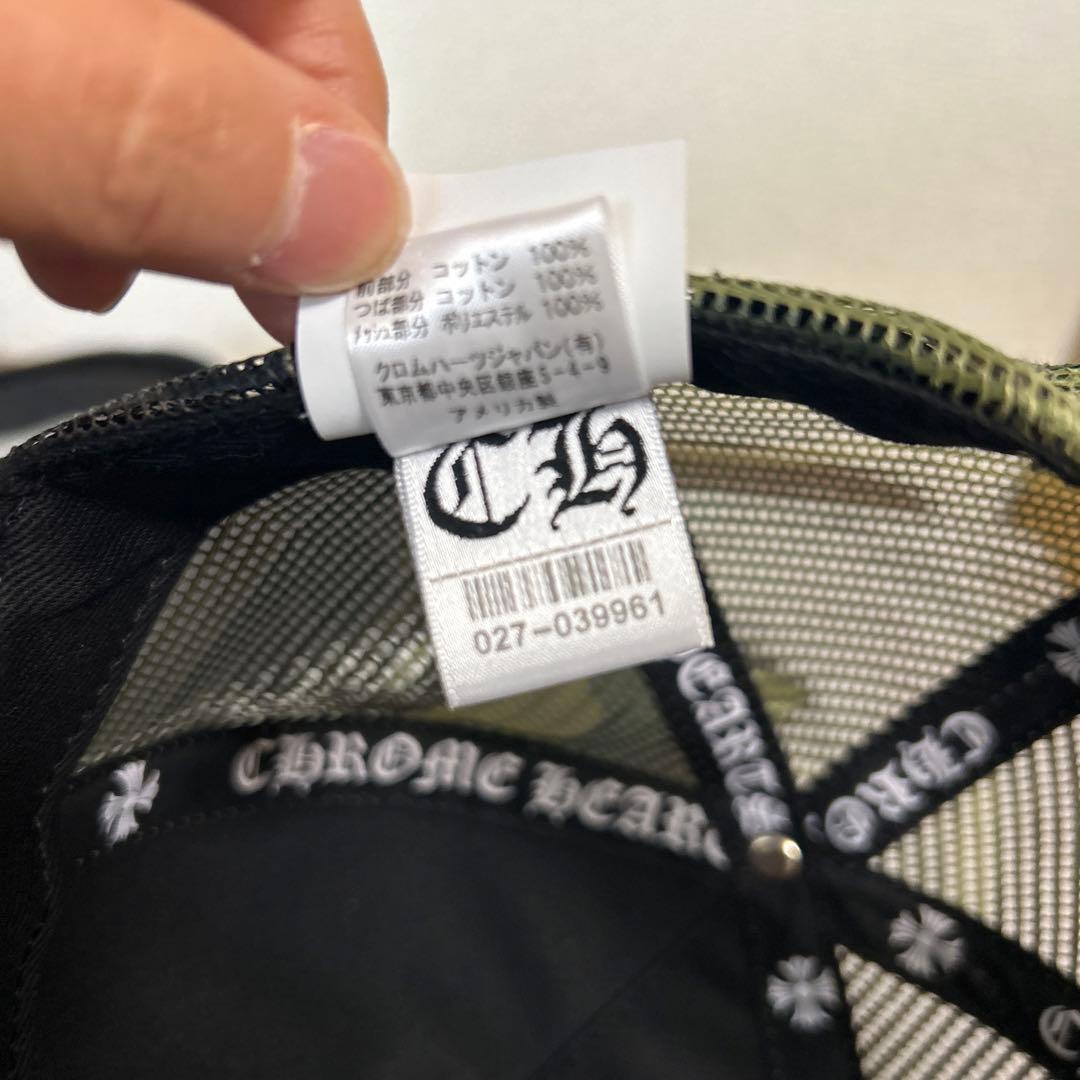 前部分 コットン 100%
つば部分 コットン 100%
メッシュ部分 ポリエステル 100%
クロムハーツジャパン(有)
東京都中央区銀座5-4-9
アメリカ製
CH
027-039961
CHROME HEAR
EARTS
CHRO
C